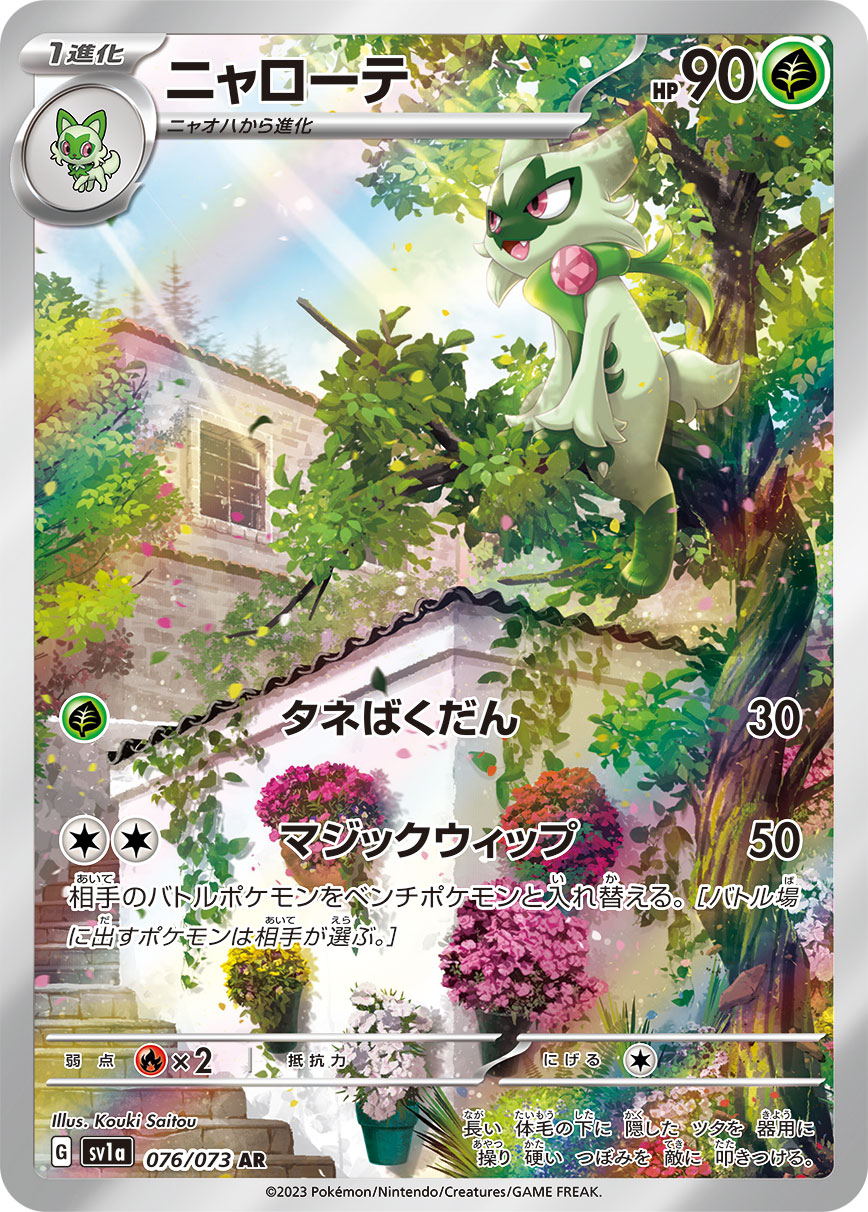 1進化
ニャローテ
HP 90
ニャオハから進化
タネばくだん 30
マジックウィップ 50
相手のバトルポケモンをベンチポケモンと入れ替える。[バトル場
に出すポケモンは相手が選ぶ。]
弱点 ×2 抵抗力 にげる
Illus. Kouki Saitou
長い 体毛の下に 隠した ツタを 器用に
操り 硬い つぼみを 敵に 叩きつける。
G sv1a 076/073 AR
©2023 Pokémon/Nintendo/Creatures/GAME FREAK.